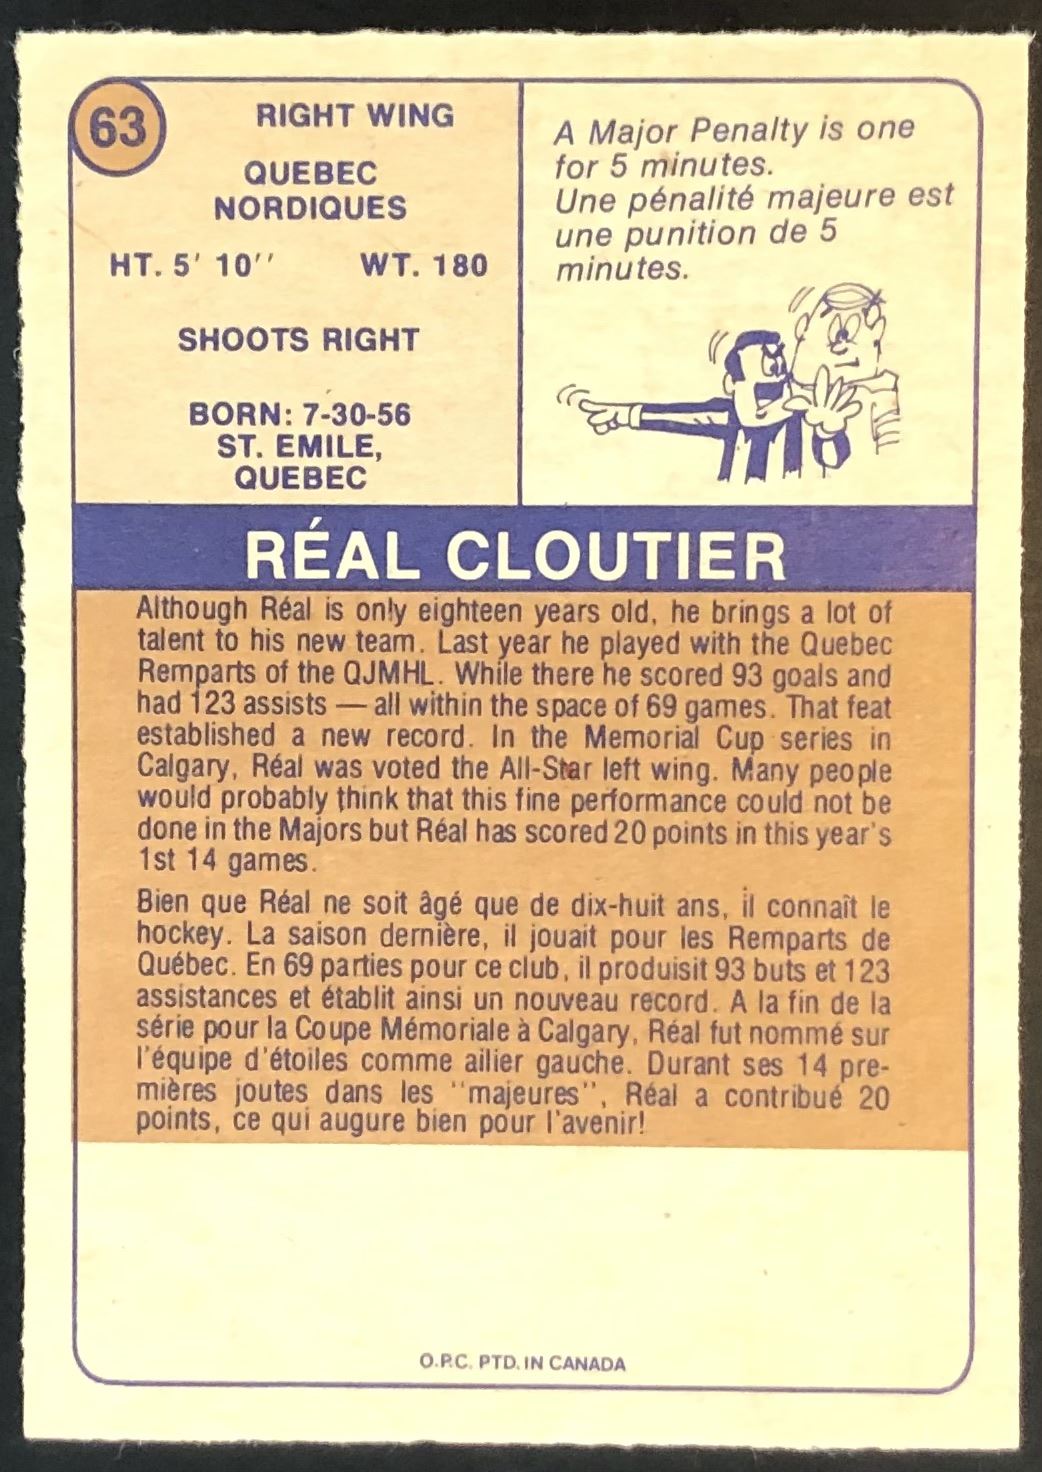 63
RIGHT WING
QUEBEC
NORDIQUES
HT. 5' 10'' WT. 180
SHOOTS RIGHT
BORN: 7-30-56
ST. EMILE,
QUEBEC
A Major Penalty is one
for 5 minutes.
Une pénalité majeure est
une punition de 5
minutes.
RÉAL CLOUTIER
Although Réal is only eighteen years old, he brings a lot of
talent to his new team. Last year he played with the Quebec
Remparts of the QJMHL. While there he scored 93 goals and
had 123 assists — all within the space of 69 games. That feat
established a new record. In the Memorial Cup series in
Calgary, Réal was voted the All-Star left wing. Many people
would probably think that this fine performance could not be
done in the Majors but Réal has scored 20 points in this year's
1st 14 games.
Bien que Réal ne soit âgé que de dix-huit ans, il connaît le
hockey. La saison dernière, il jouait pour les Remparts de
Québec. En 69 parties pour ce club, il produisit 93 buts et 123
assistances et établit ainsi un nouveau record. A la fin de la
série pour la Coupe Mémoriale à Calgary, Réal fut nommé sur
l'équipe d'étoiles comme ailier gauche. Durant ses 14 pre-
mières joutes dans les ''majeures'', Réal a contribué 20
points, ce qui augure bien pour l'avenir!
O.P.C. PTD. IN CANADA